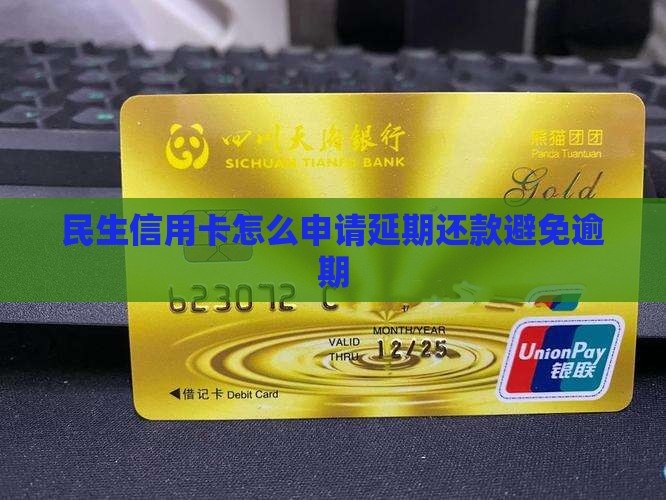 四川天府银行
SICHUAN TIANFU BANK
熊猫团团
Panda Tuantuan
Gold
民生信用卡怎么申请延期还款避免逾
期
623072
MONTH/YEAR
VALID
THRU
12/25
UnionPay
银联
◀借记卡 Debit Card